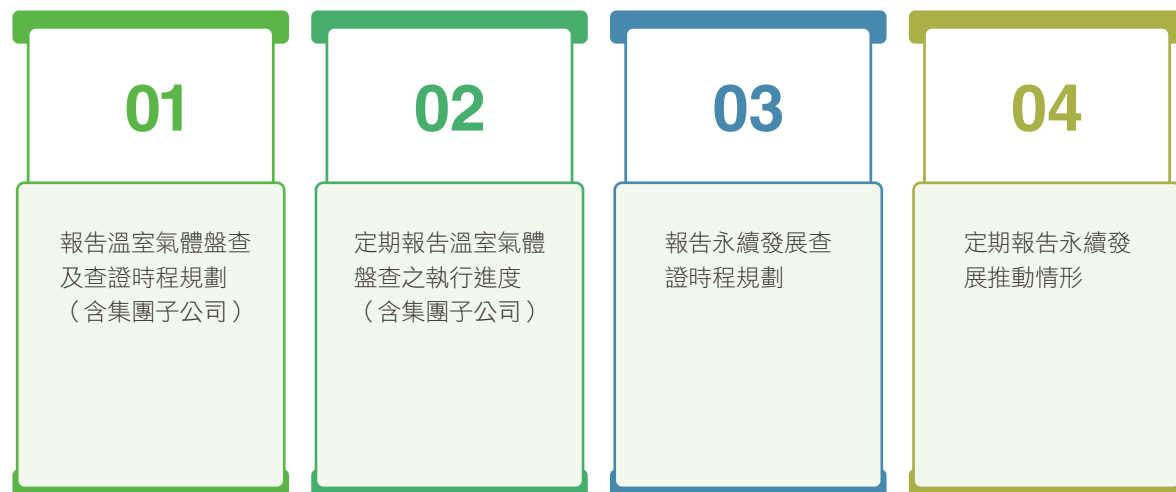 01
報告溫室氣體盤查
及查證時程規劃
（含集團子公司）
02
定期報告溫室氣體
盤查之執行進度
（含集團子公司）
03
報告永續發展查
證時程規劃
04
定期報告永續發
展推動情形